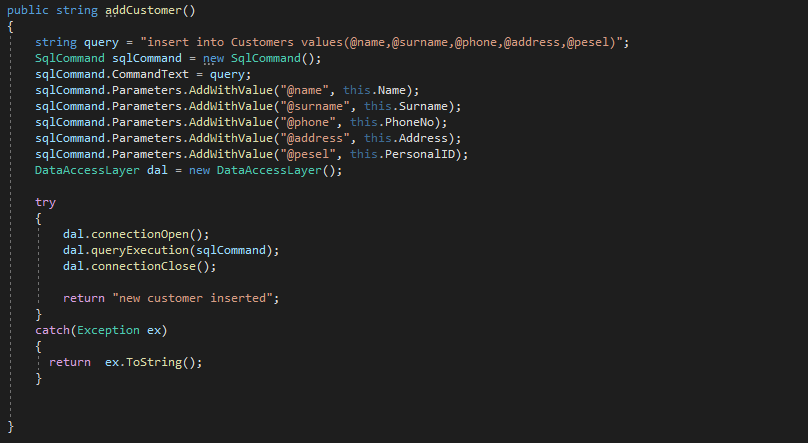 public string addCustomer()
{
string query = "insert into Customers values(@name,@surname,@phone,@address,@pesel)";
SqlCommand sqlCommand = new SqlCommand();
sqlCommand.CommandText = query;
sqlCommand.Parameters.AddWithValue("@name", this.Name);
sqlCommand.Parameters.AddWithValue("@surname", this.Surname);
sqlCommand.Parameters.AddWithValue("@phone", this.PhoneNo);
sqlCommand.Parameters.AddWithValue("@address", this.Address);
sqlCommand.Parameters.AddWithValue("@pesel", this.PersonalID);
DataAccessLayer dal = new DataAccessLayer();
try
{
dal.connectionOpen();
dal.queryExecution(sqlCommand);
dal.connectionClose();
return "new customer inserted";
}
catch(Exception ex)
{
return  ex.ToString();
}
}